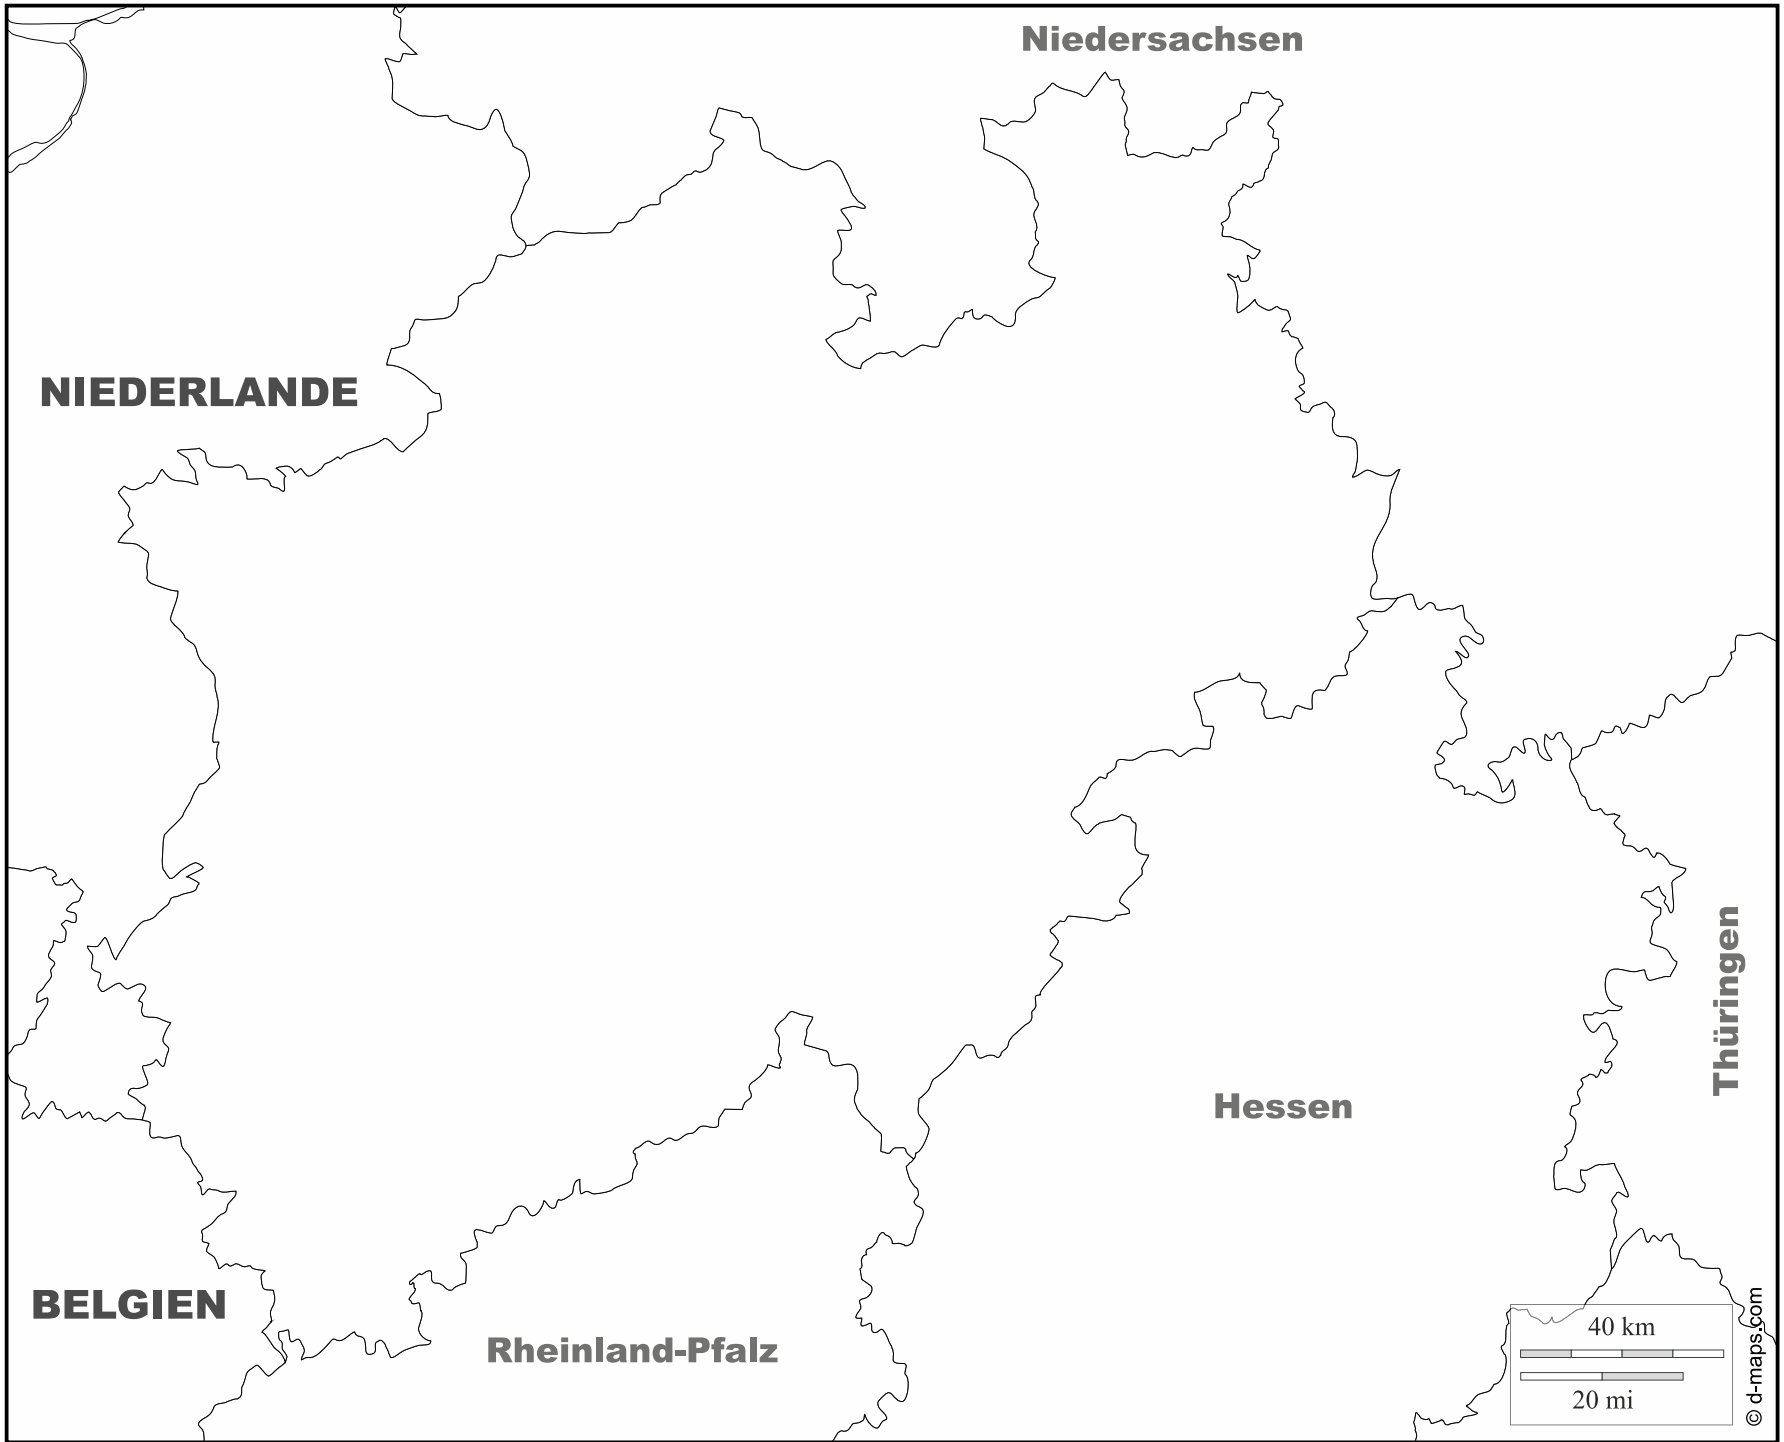 Niedersachsen
NIEDERLANDE
Thüringen
Hessen
BELGIEN
Rheinland-Pfalz
40 km
20 mi
© d-maps.com